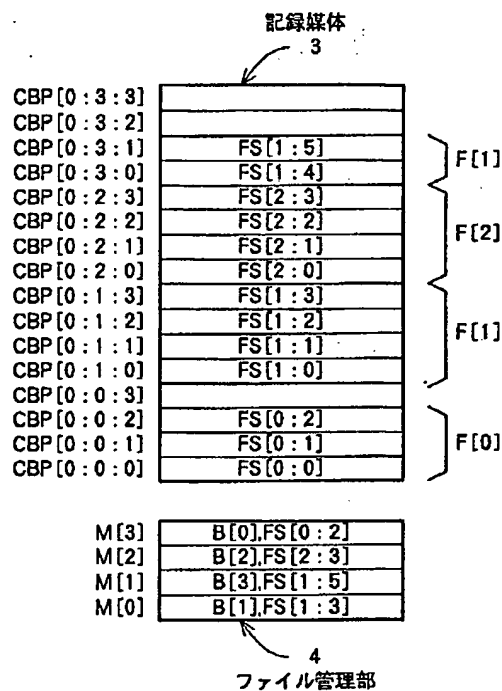 記録媒体
3
CBP[0:3:3]
CBP[0:3:2]
CBP[0:3:1] FS[1:5]
CBP[0:3:0] FS[1:4]
F[1]
CBP[0:2:3] FS[2:3]
CBP[0:2:2] FS[2:2]
CBP[0:2:1] FS[2:1]
CBP[0:2:0] FS[2:0]
F[2]
CBP[0:1:3] FS[1:3]
CBP[0:1:2] FS[1:2]
CBP[0:1:1] FS[1:1]
CBP[0:1:0] FS[1:0]
F[1]
CBP[0:0:3]
CBP[0:0:2] FS[0:2]
CBP[0:0:1] FS[0:1]
CBP[0:0:0] FS[0:0]
F[0]
M[3] B[0],FS[0:2]
M[2] B[2],FS[2:3]
M[1] B[3],FS[1:5]
M[0] B[1],FS[1:3]
4
ファイル管理部